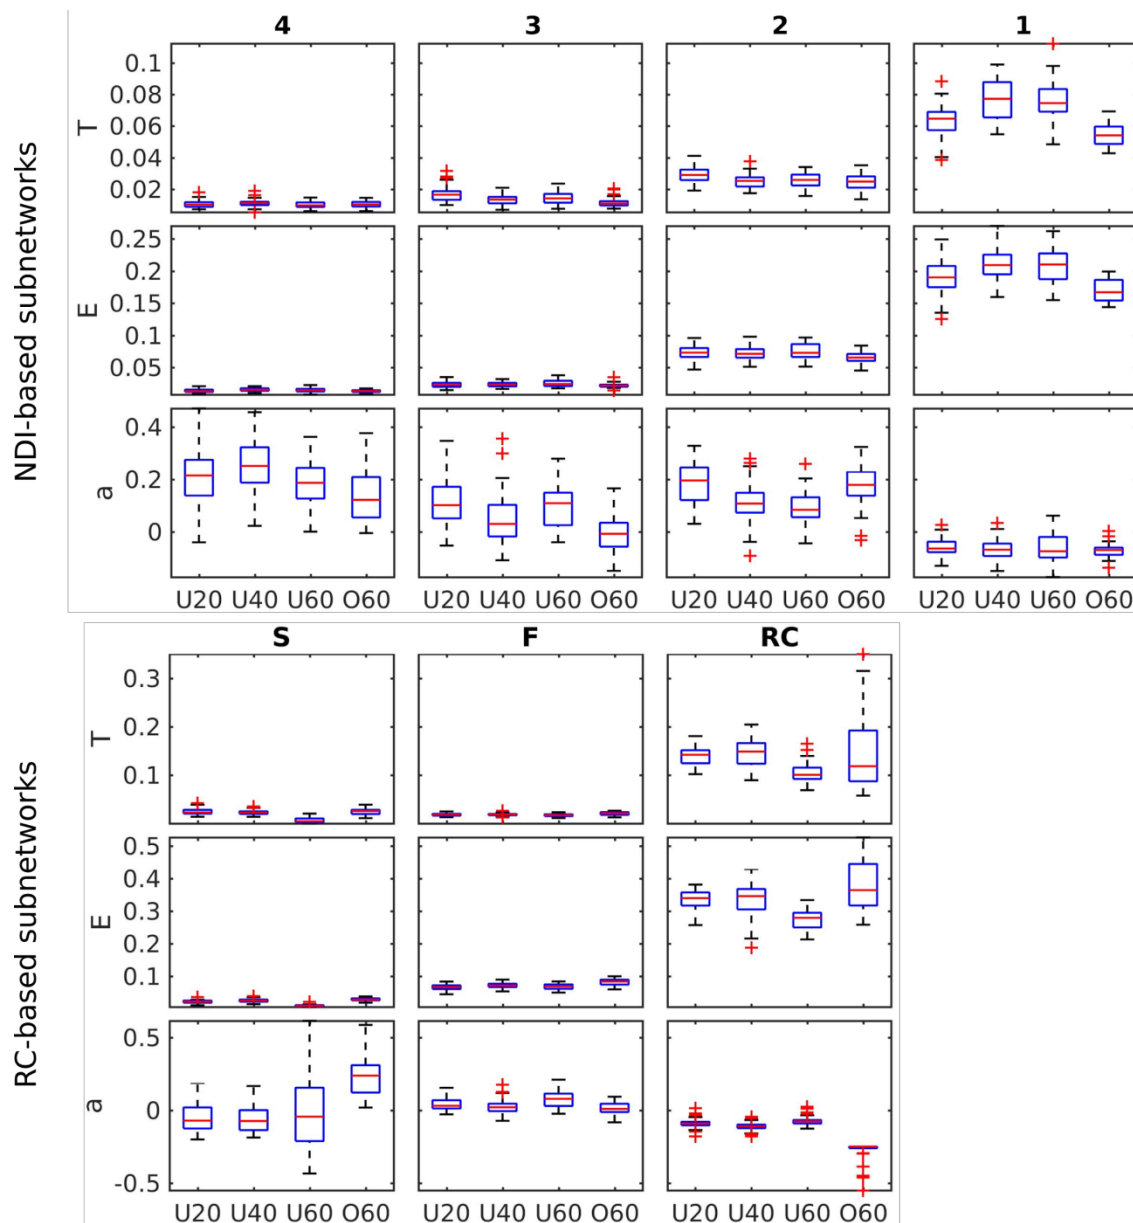 NDI-based subnetworks
4 3 2 1
T
0.1
0.08
0.06
0.04
0.02
E
0.25
0.2
0.15
0.1
0.05
a
0.4
0.2
0
U20 U40 U60 O60 U20 U40 U60 O60 U20 U40 U60 O60 U20 U40 U60 O60
RC-based subnetworks
S F RC
T
0.3
0.2
0.1
E
0.5
0.4
0.3
0.2
0.1
a
0.5
0
-0.5
U20 U40 U60 O60 U20 U40 U60 O60 U20 U40 U60 O60